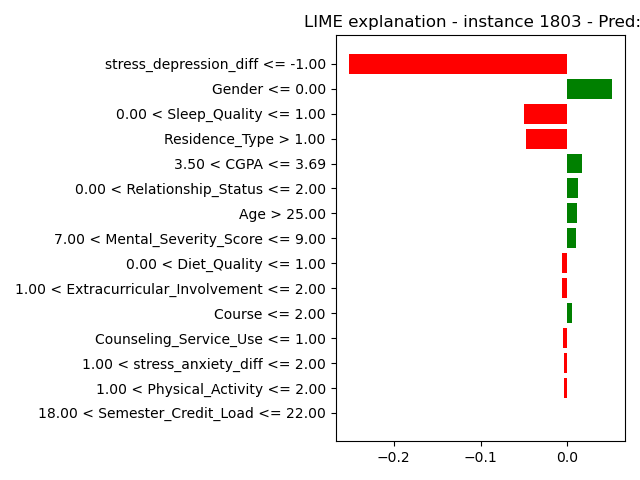 LIME explanation - instance 1803 - Pred:
stress_depression_diff <= -1.00
Gender <= 0.00
0.00 < Sleep_Quality <= 1.00
Residence_Type > 1.00
3.50 < CGPA <= 3.69
0.00 < Relationship_Status <= 2.00
Age > 25.00
7.00 < Mental_Severity_Score <= 9.00
0.00 < Diet_Quality <= 1.00
1.00 < Extracurricular_Involvement <= 2.00
Course <= 2.00
Counseling_Service_Use <= 1.00
1.00 < stress_anxiety_diff <= 2.00
1.00 < Physical_Activity <= 2.00
18.00 < Semester_Credit_Load <= 22.00
−0.2 −0.1 0.0